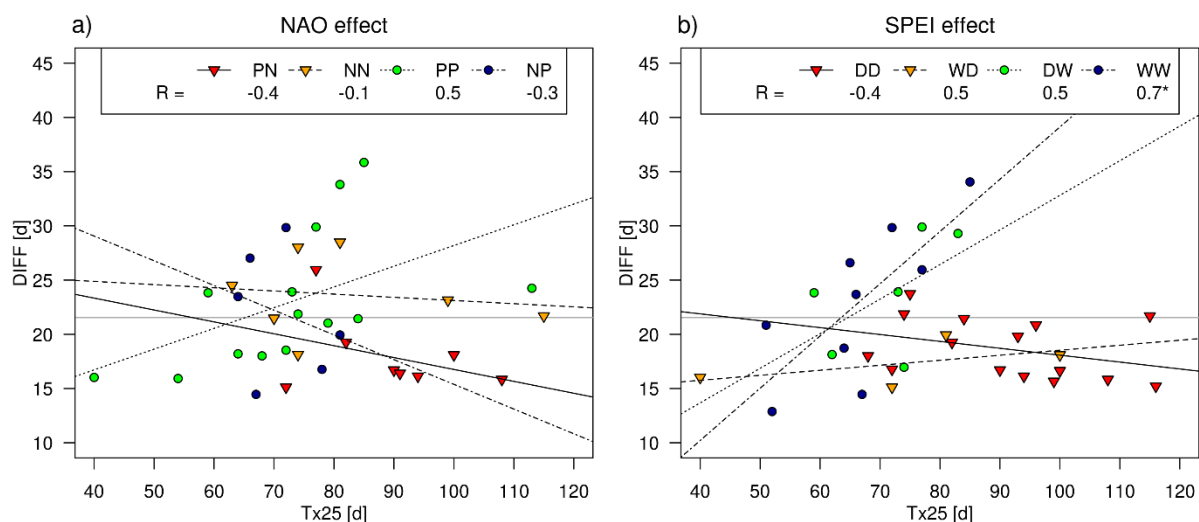 a)
NAO effect
PN NN PP NP
R = -0.4 -0.1 0.5 -0.3
45
40
35
30
25
20
15
10
DIFF [d]
40 50 60 70 80 90 100 110 120
Tx25 [d]
b)
SPEI effect
DD WD DW WW
R = -0.4 0.5 0.5 0.7*
45
40
35
30
25
20
15
10
DIFF [d]
40 50 60 70 80 90 100 110 120
Tx25 [d]